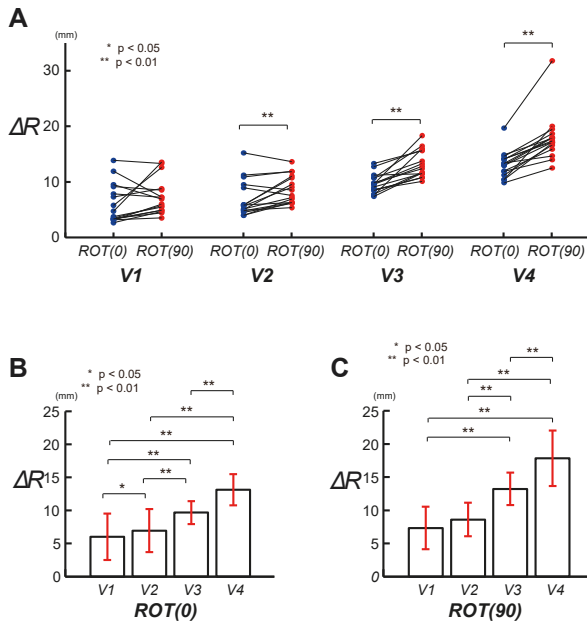 A
(mm)
* p < 0.05
** p < 0.01
30
20
10
0
ΔR
**
**
**
ROT(0) ROT(90) ROT(0) ROT(90) ROT(0) ROT(90) ROT(0) ROT(90)
V1 V2 V3 V4
B
* p < 0.05
** p < 0.01
(mm)
25
20
15
10
5
0
ΔR
**
**
**
**
* **
V1 V2 V3 V4
ROT(0)
C
* p < 0.05
** p < 0.01
(mm)
25
20
15
10
5
0
ΔR
**
**
**
**
**
V1 V2 V3 V4
ROT(90)